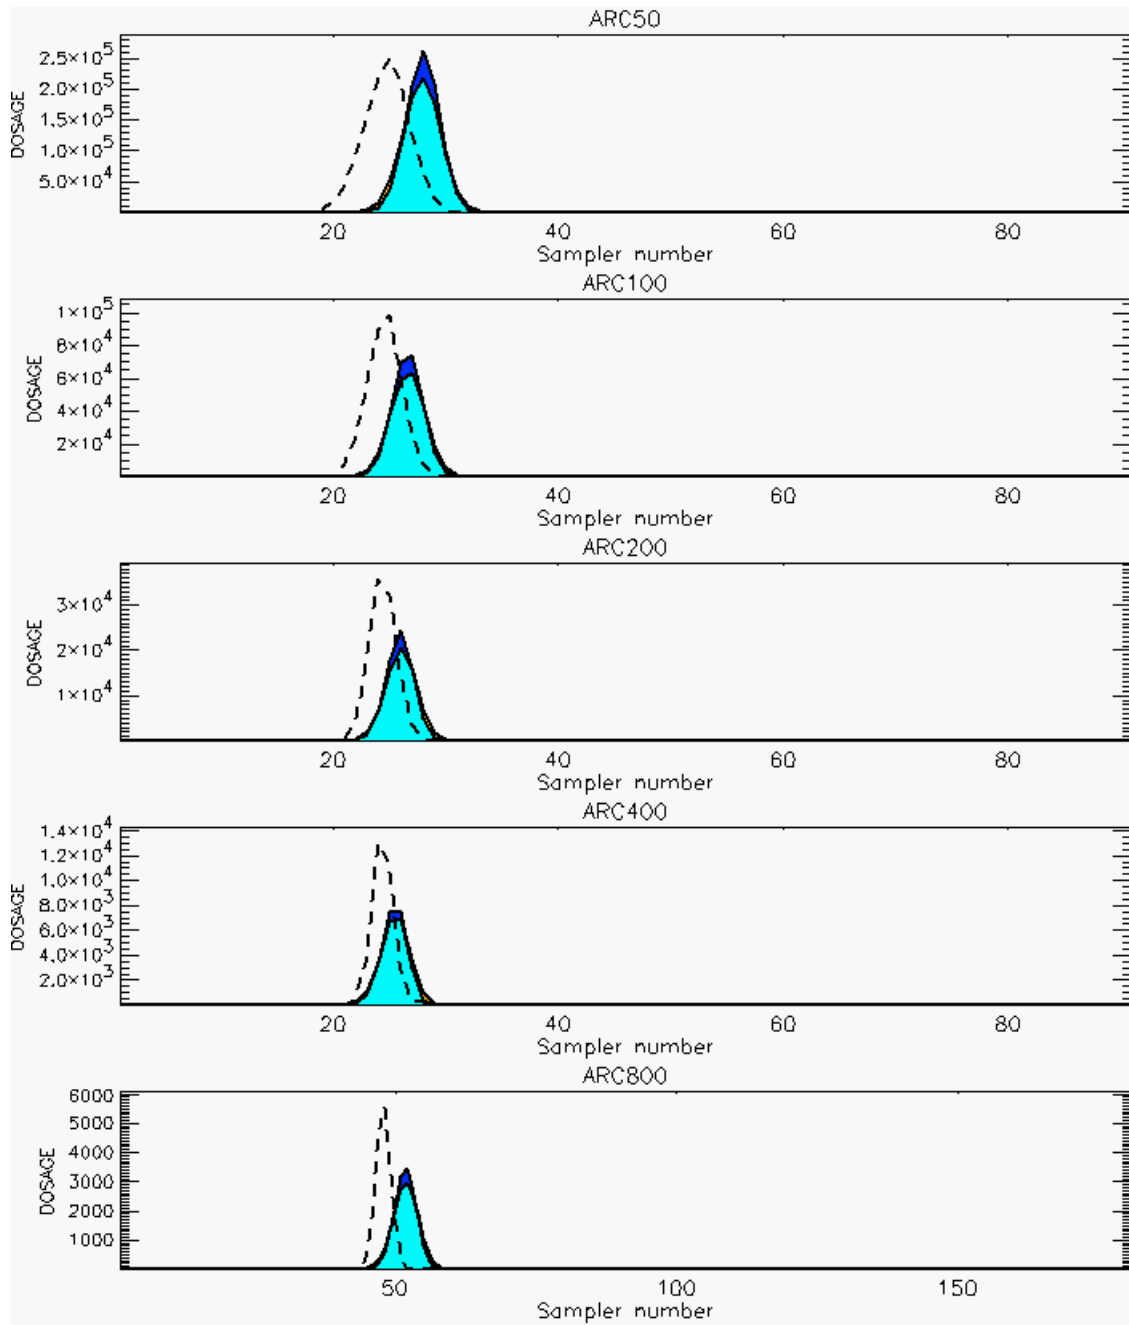 ARC50
2.5×10^5
2.0×10^5
1.5×10^5
1.0×10^5
5.0×10^4
DOSAGE
20 40 60 80
Sampler number
ARC100
1×10^5
8×10^4
6×10^4
4×10^4
2×10^4
DOSAGE
20 40 60 80
Sampler number
ARC200
3×10^4
2×10^4
1×10^4
DOSAGE
20 40 60 80
Sampler number
ARC400
1.4×10^4
1.2×10^4
1.0×10^4
8.0×10^3
6.0×10^3
4.0×10^3
2.0×10^3
DOSAGE
20 40 60 80
Sampler number
ARC800
6000
5000
4000
3000
2000
1000
DOSAGE
50 100 150
Sampler number